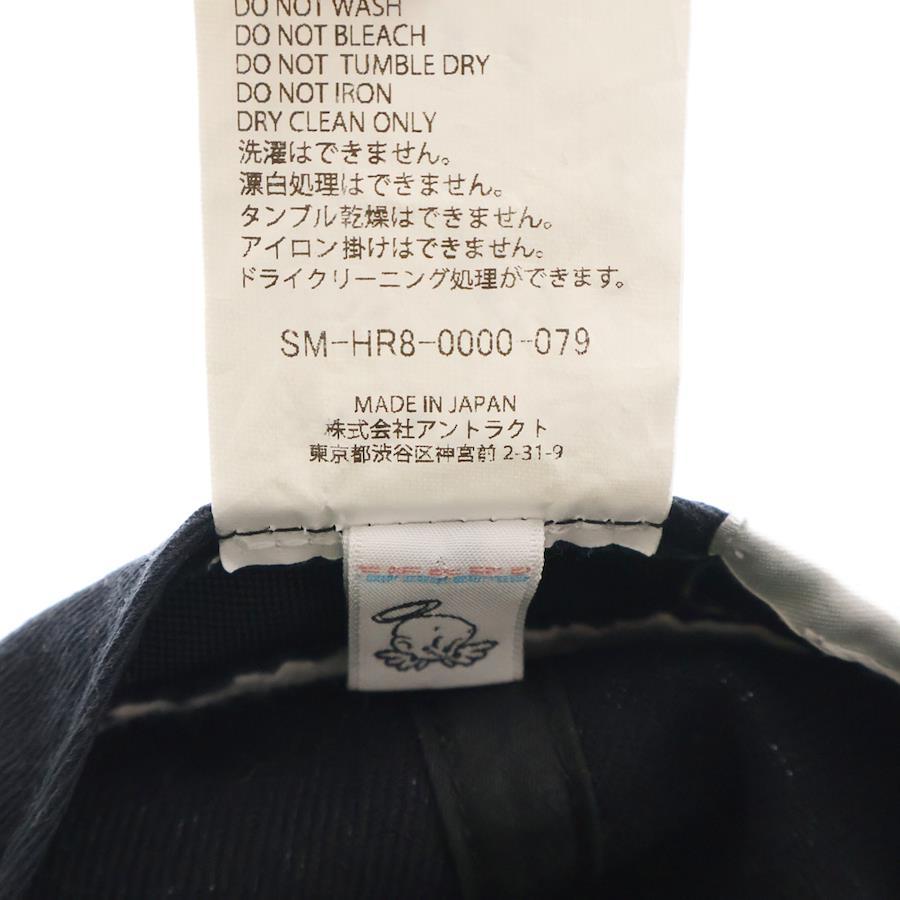 DO NOT WASH
DO NOT BLEACH
DO NOT TUMBLE DRY
DO NOT IRON
DRY CLEAN ONLY
洗濯はできません。
漂白処理はできません。
タンブル乾燥はできません。
アイロン掛けはできません。
ドライクリーニング処理ができます。
SM-HR8-0000-079
MADE IN JAPAN
株式会社アントラクト
東京都渋谷区神宮前 2-31-9